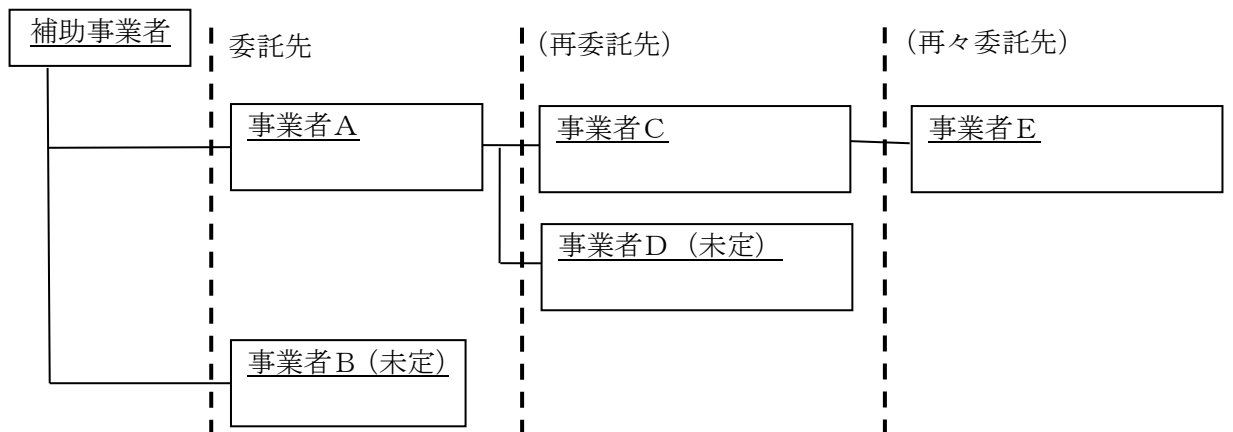 補助事業者
委託先
(再委託先)
(再々委託先)
事業者A
事業者C
事業者E
事業者D（未定）
事業者B（未定）